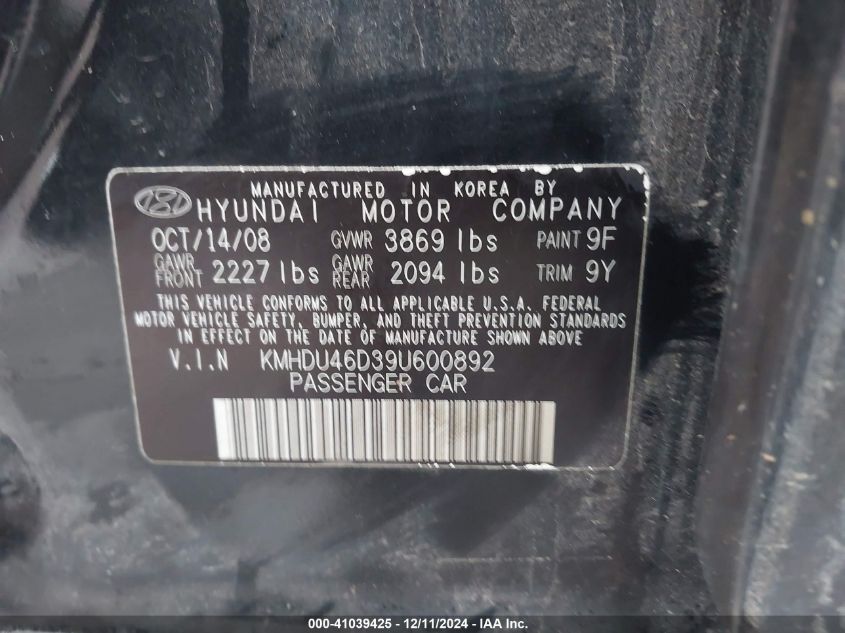 MANUFACTURED IN KOREA BY
HYUNDAI MOTOR COMPANY
OCT/14/08 GVWR 3869 lbs PAINT 9F
GAWR FRONT 2227 lbs GAWR REAR 2094 lbs TRIM 9Y
THIS VEHICLE CONFORMS TO ALL APPLICABLE U.S.A. FEDERAL
MOTOR VEHICLE SAFETY, BUMPER, AND THEFT PREVENTION STANDARDS
IN EFFECT ON THE DATE OF MANUFACTURE SHOWN ABOVE
V.I.N KMHDU46D39U600892
PASSENGER CAR
000-41039425 - 12/11/2024 - IAA Inc.